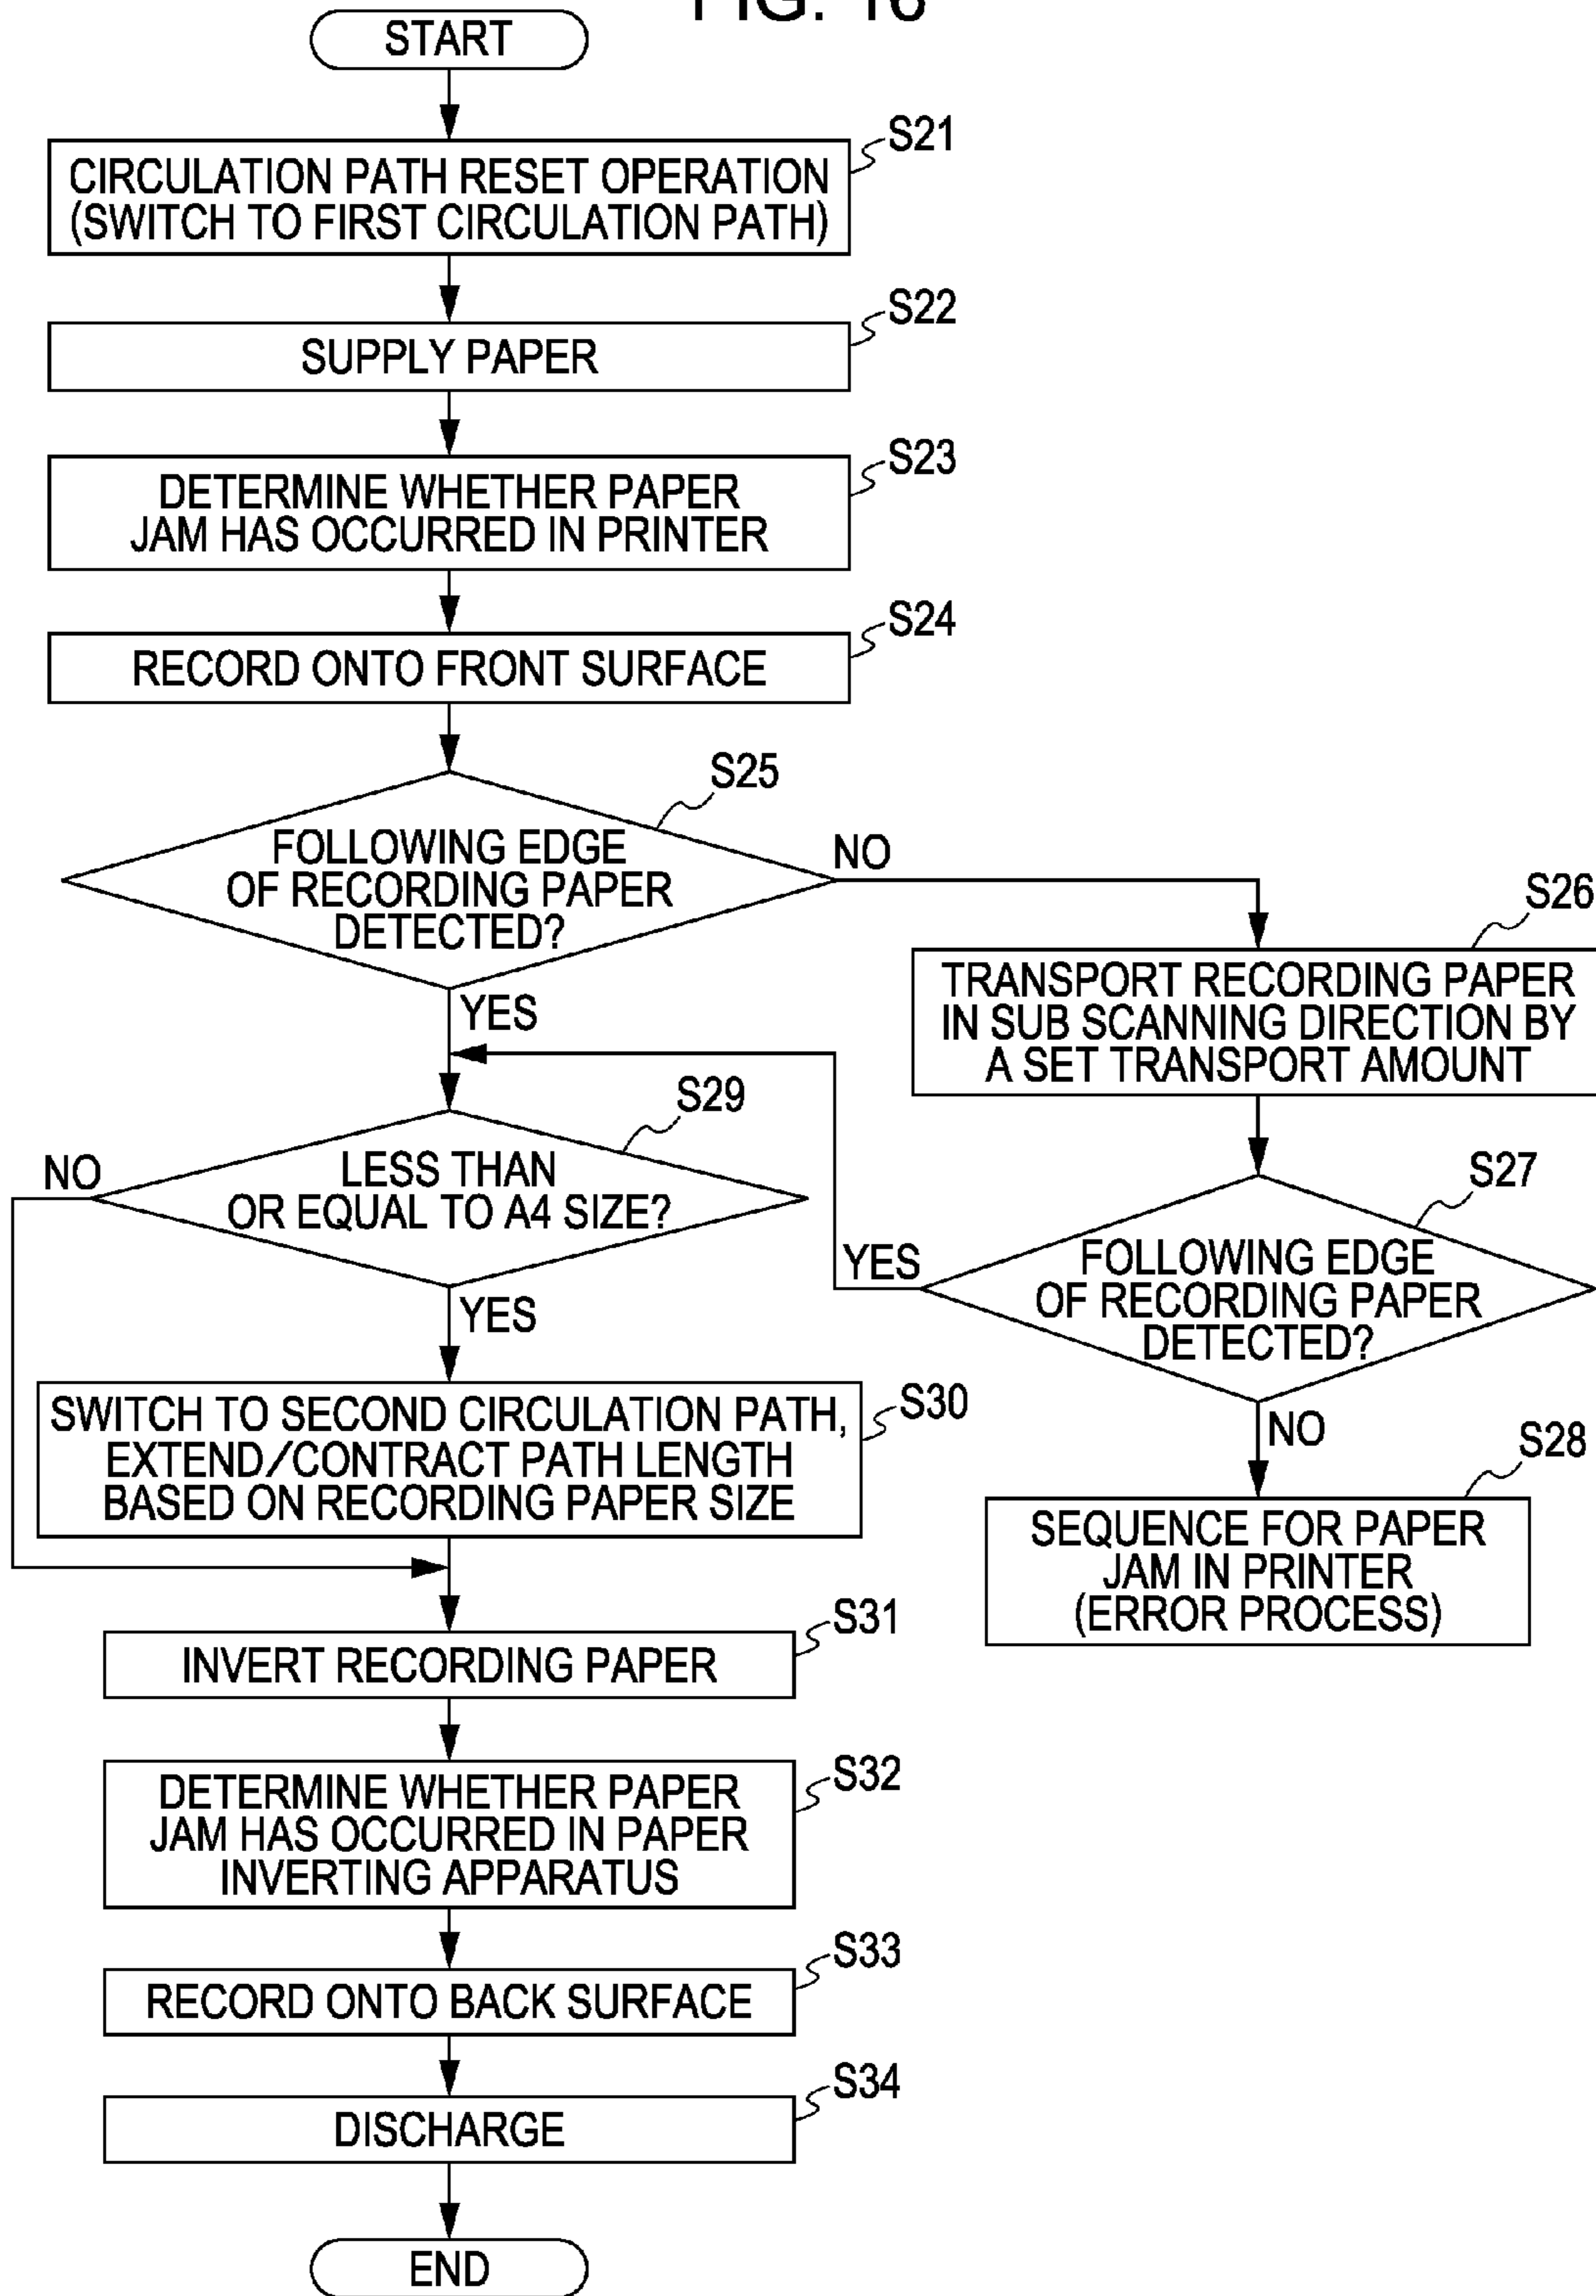 FIG.
START
S21
CIRCULATION PATH RESET OPERATION
(SWITCH TO FIRST CIRCULATION PATH)
S22
SUPPLY PAPER
S23
DETERMINE WHETHER PAPER
JAM HAS OCCURRED IN PRINTER
S24
RECORD ONTO FRONT SURFACE
S25
FOLLOWING EDGE
OF RECORDING PAPER
DETECTED?
NO
YES
S26
TRANSPORT RECORDING PAPER
IN SUB SCANNING DIRECTION BY
A SET TRANSPORT AMOUNT
S27
FOLLOWING EDGE
OF RECORDING PAPER
DETECTED?
YES
NO
S28
SEQUENCE FOR PAPER
JAM IN PRINTER
(ERROR PROCESS)
S29
LESS THAN
OR EQUAL TO A4 SIZE?
NO
YES
S30
SWITCH TO SECOND CIRCULATION PATH,
EXTEND/CONTRACT PATH LENGTH
BASED ON RECORDING PAPER SIZE
S31
INVERT RECORDING PAPER
S32
DETERMINE WHETHER PAPER
JAM HAS OCCURRED IN PAPER
INVERTING APPARATUS
S33
RECORD ONTO BACK SURFACE
S34
DISCHARGE
END